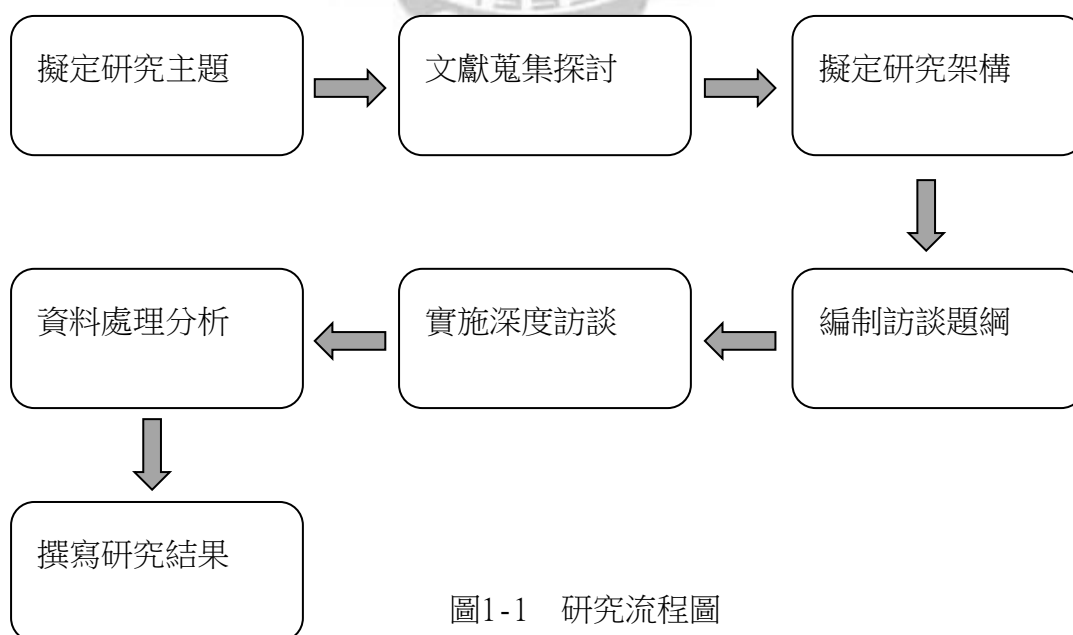 擬定研究主題
文獻蒐集探討
擬定研究架構
編制訪談題綱
實施深度訪談
資料處理分析
撰寫研究結果
圖1-1　研究流程圖